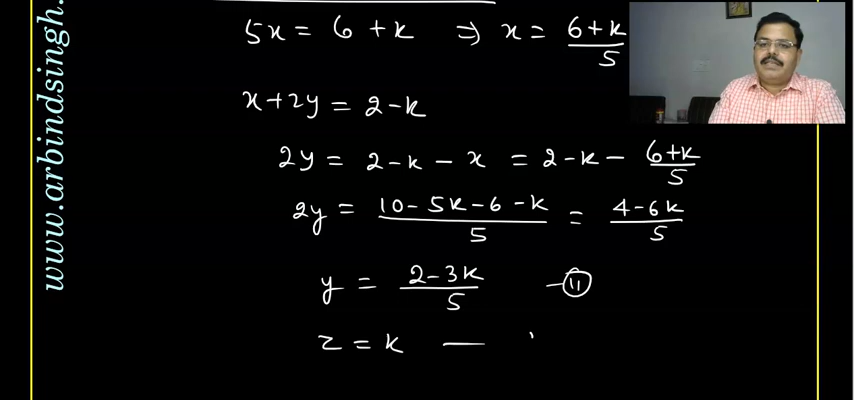 www.arbindsingh.
5x = 6 + k ⇒ x = 6+k/5
x + 2y = 2 - k
2y = 2 - k - x = 2 - k - 6+k/5
2y = 10 - 5k - 6 - k/5 = 4 - 6k/5
y = 2 - 3k/5 — (11)
z = k —